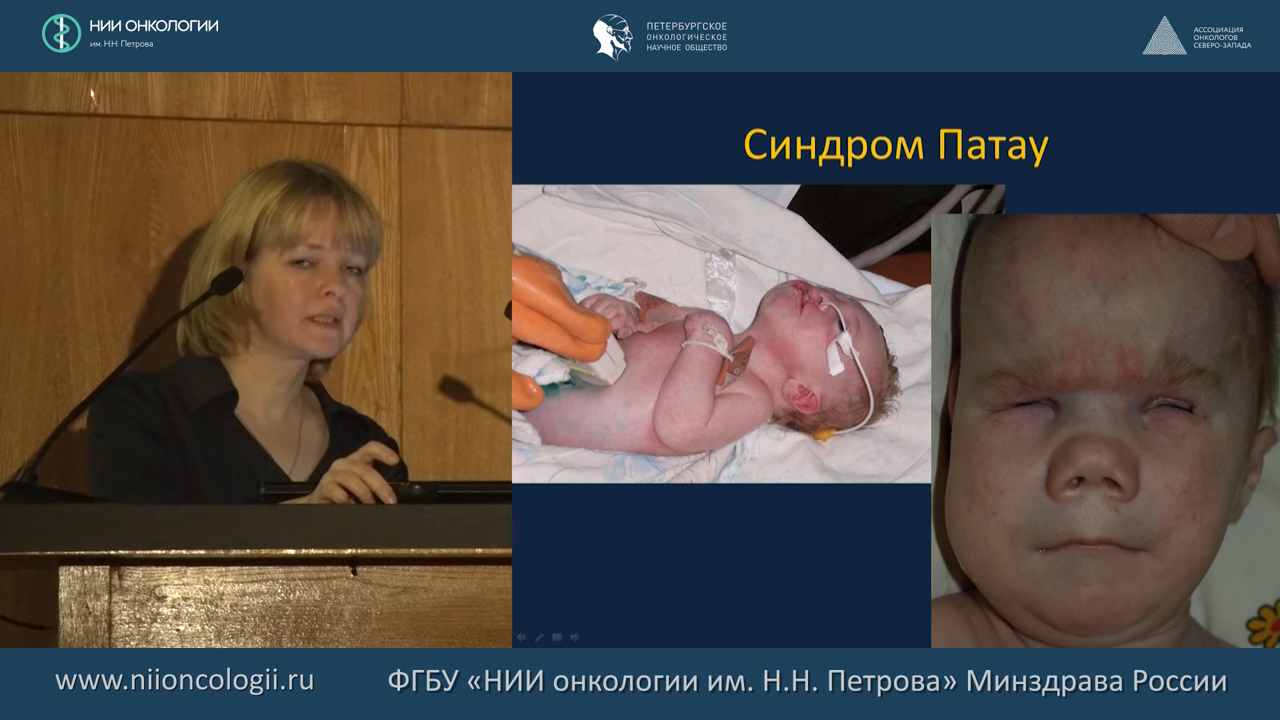 НИИ ОНКОЛОГИИ
им. Н.Н. Петрова
ПЕТЕРБУРГСКОЕ
ОНКОЛОГИЧЕСКОЕ
НАУЧНОЕ ОБЩЕСТВО
АССОЦИАЦИЯ
ОНКОЛОГОВ
СЕВЕРО-ЗАПАДА
Синдром Патау
www.niioncologii.ru
ФГБУ «НИИ онкологии им. Н.Н. Петрова» Минздрава России